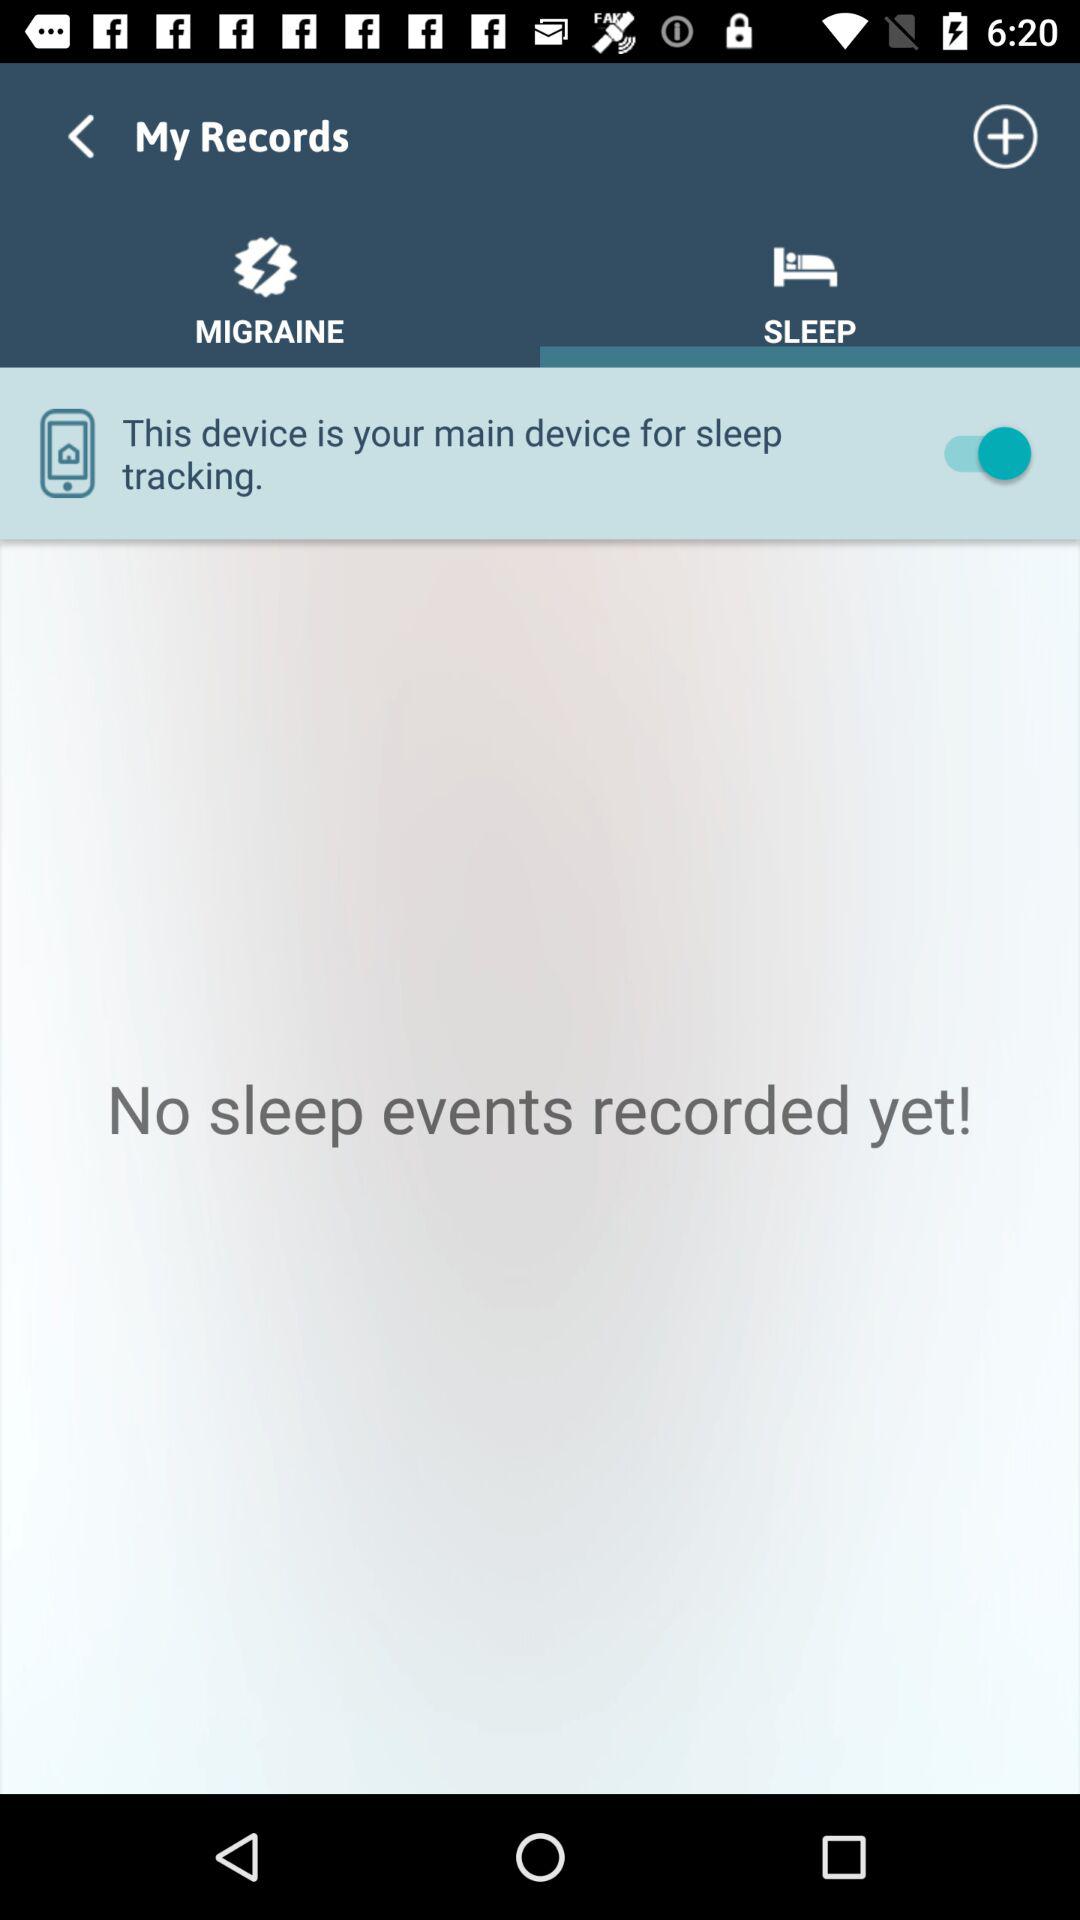 FAKE
6:20
My Records
MIGRAINE
SLEEP
This device is your main device for sleep
tracking.
No sleep events recorded yet!